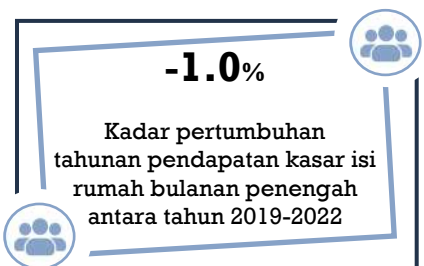 -1.0%
Kadar pertumbuhan
tahunan pendapatan kasar isi
rumah bulanan penengah
antara tahun 2019-2022